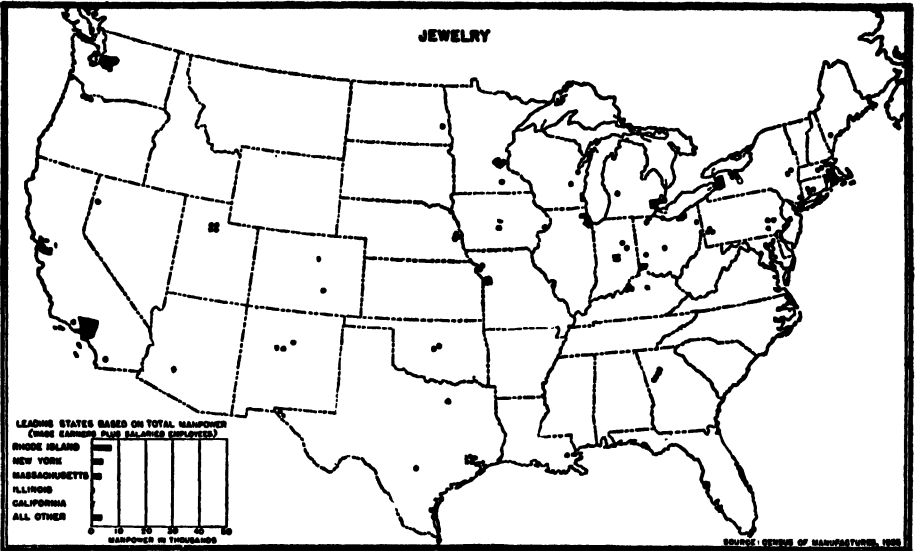 JEWELRY
LEADING STATES BASED ON TOTAL MANPOWER
(WAGE EARNERS PLUS SALARIED EMPLOYEES)
RHODE ISLAND
NEW YORK
MASSACHUSETTS
ILLINOIS
CALIFORNIA
ALL OTHER
0 10 20 30 40 50
MANPOWER IN THOUSANDS
SOURCE: CENSUS OF MANUFACTURES,